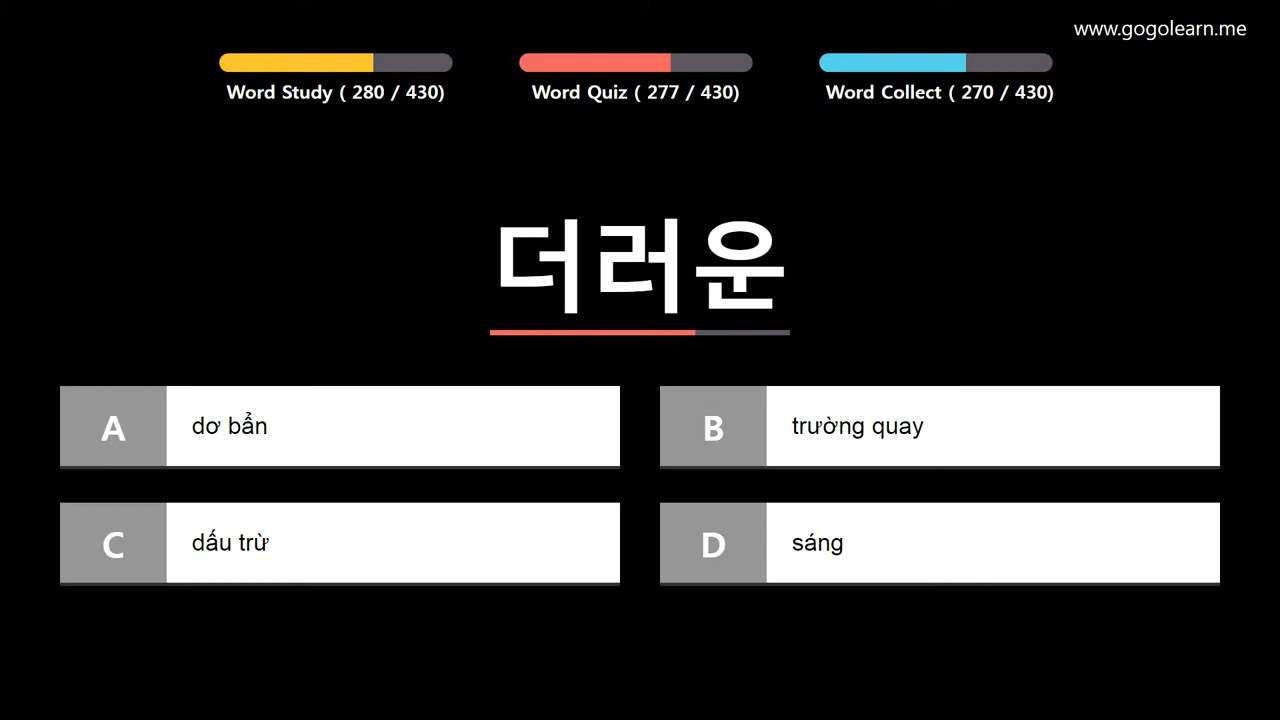 www.gogolearn.me
Word Study ( 280 / 430)
Word Quiz ( 277 / 430)
Word Collect ( 270 / 430)
더러운
A dơ bẩn
B trường quay
C dấu trừ
D sáng